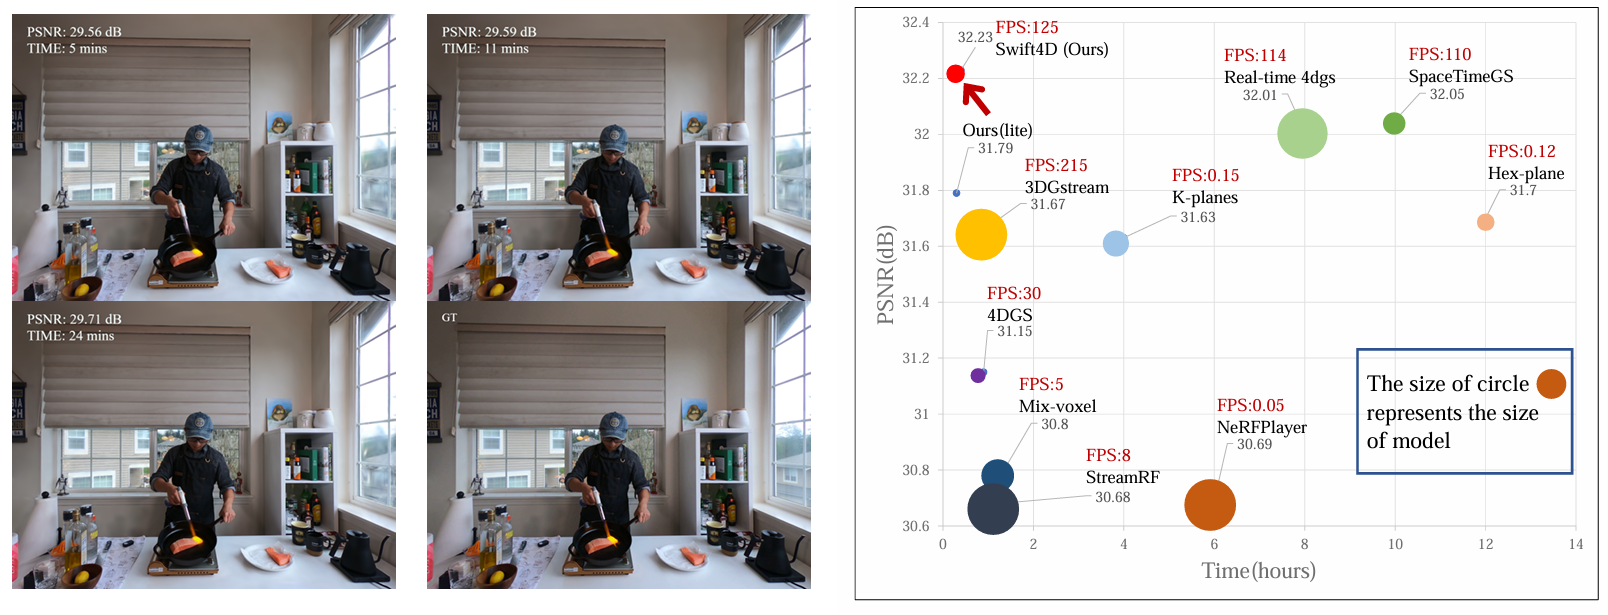 PSNR: 29.56 dB
TIME: 5 mins
PSNR: 29.59 dB
TIME: 11 mins
PSNR: 29.71 dB
TIME: 24 mins
GT
PSNR(dB)
32.4
32.2
32
31.8
31.6
31.4
31.2
31
30.8
30.6
0
2
4
6
8
10
12
14
Time(hours)
FPS:125
32.23
Swift4D (Ours)
Ours(lite)
31.79
FPS:215
3DGstream
31.67
FPS:0.15
K-planes
31.63
FPS:114
Real-time 4dgs
32.01
FPS:110
SpaceTimeGS
32.05
FPS:0.12
Hex-plane
31.7
FPS:30
4DGS
31.15
FPS:5
Mix-voxel
30.8
FPS:8
StreamRF
30.68
FPS:0.05
NeRFPlayer
30.69
The size of circle
represents the size
of model